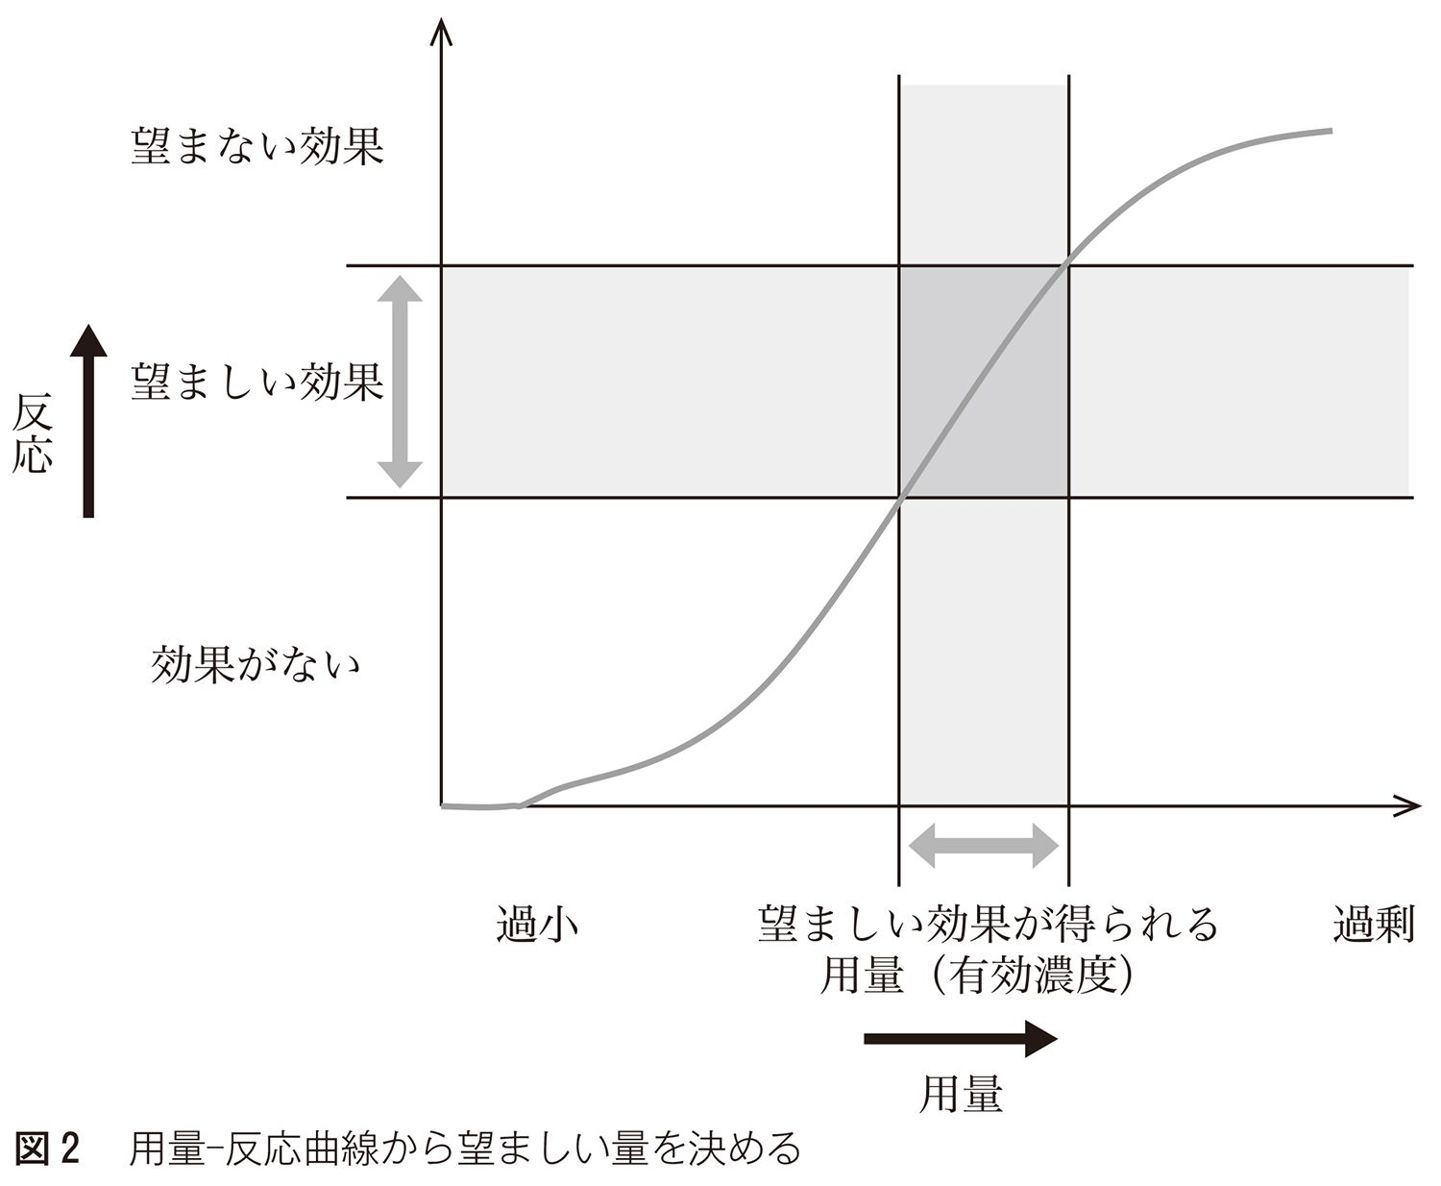 望まない効果
望ましい効果
反応
効果がない
過小
望ましい効果が得られる
用量（有効濃度）
過剰
用量
図2 用量−反応曲線から望ましい量を決める